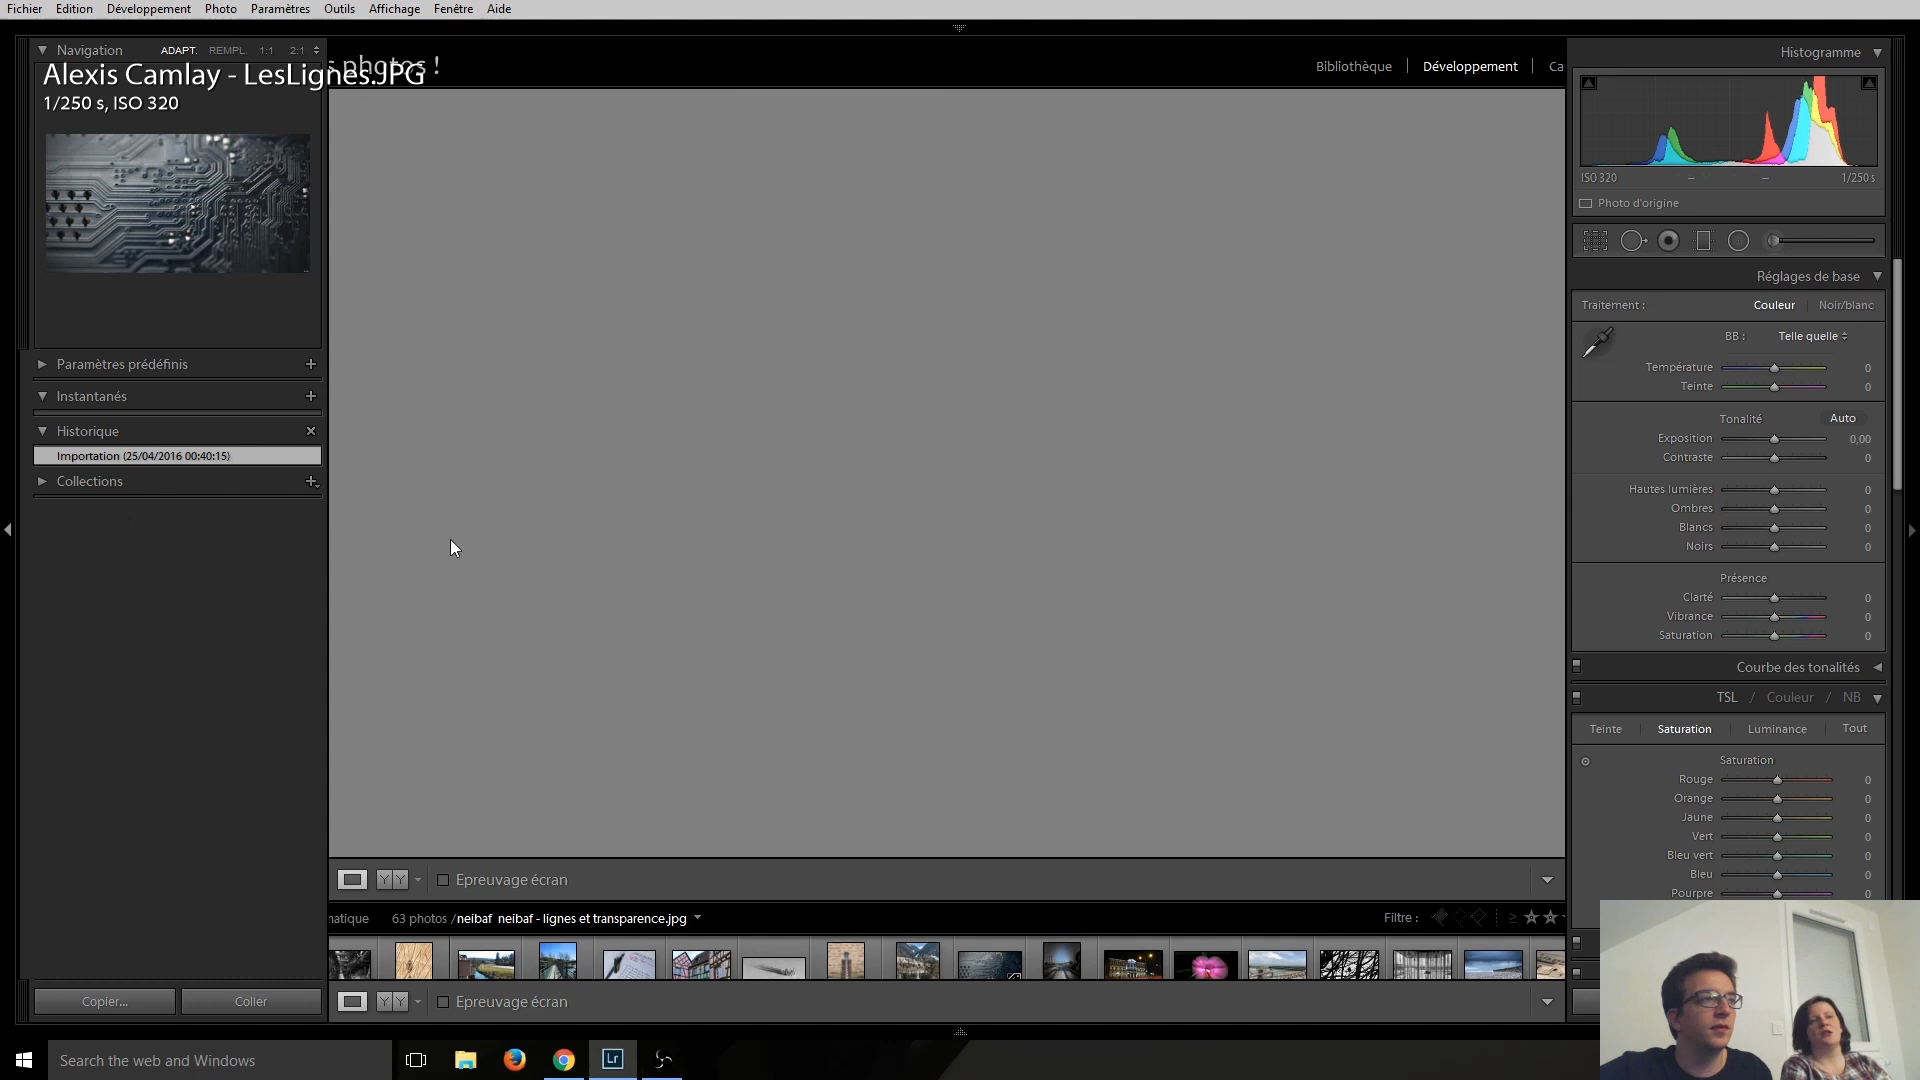 Fichier Edition Développement Photo Paramètres Outils Affichage Fenêtre Aide
Navigation ADAPT. REMPL. 1:1 2:1
Alexis Camlay - LesLignes.JPG
s photos !
1/250 s, ISO 320
Bibliothèque Développement Ca
Histogramme
ISO 320 – – 1/250 s
Photo d'origine
Réglages de base
Traitement : Couleur Noir/blanc
BB : Telle quelle
Température 0
Teinte 0
Tonalité Auto
Exposition 0,00
Contraste 0
Hautes lumières 0
Ombres 0
Blancs 0
Noirs 0
Présence
Clarté 0
Vibrance 0
Saturation 0
Courbe des tonalités
TSL / Couleur / NB
Teinte Saturation Luminance Tout
Saturation
Rouge 0
Orange 0
Jaune 0
Vert 0
Bleu vert 0
Bleu 0
Pourpre 0
Paramètres prédéfinis
Instantanés
Historique
Importation (25/04/2016 00:40:15)
Collections
Copier... Coller
YY Epreuvage écran
natique 63 photos / neibaf neibaf - lignes et transparence.jpg Filtre : ≥
YY Epreuvage écran
Search the web and Windows
Lr